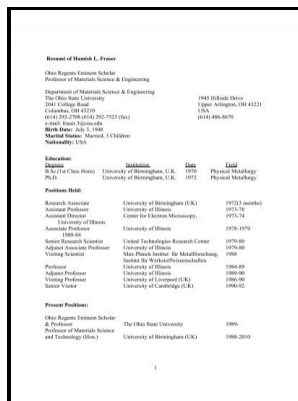 Resumé of Hamish L. Fraser
Ohio Regents Eminent Scholar
Professor of Materials Science & Engineering
Department of Materials Science & Engineering
The Ohio State University 1945 Hillside Drive
2041 College Road Upper Arlington, OH 43221
Columbus, OH 43210 USA
(614) 292-2708 (614) 292-7523 (fax) (614) 486-8670
e-mail: fraser.3@osu.edu
Birth Date: July 3, 1948
Marital Status: Married, 3 Children
Nationality: USA
Education:
Degrees Institution Date Field
B.Sc.(1st Class Hons) University of Birmingham, U.K. 1970 Physical Metallurgy
Ph.D. University of Birmingham, U.K. 1972 Physical Metallurgy
Positions Held:
Research Associate University of Birmingham (UK) 1972(3 months)
Assistant Professor University of Illinois 1973-78
Assistant Director Center for Electron Microscopy, 1973-74
University of Illinois
Associate Professor University of Illinois 1978-1979
1980-84
Senior Research Scientist United Technologies Research Center 1979-80
Adjunct Associate Professor University of Illinois 1979-80
Visiting Scientist Max-Planck Institut für Metallforschung, 1988
Institut für Werkstoffwissenschaften
Professor University of Illinois 1984-89
Adjunct Professor University of Illinois 1989-90
Visiting Professor University of Liverpool (UK) 1986-90
Senior Visitor University of Cambridge (UK) 1990-92
Present Positions:
Ohio Regents Eminent Scholar
& Professor The Ohio State University 1989-
Professor of Materials Science
and Technology (Hon.) University of Birmingham (UK) 1988-2010
1